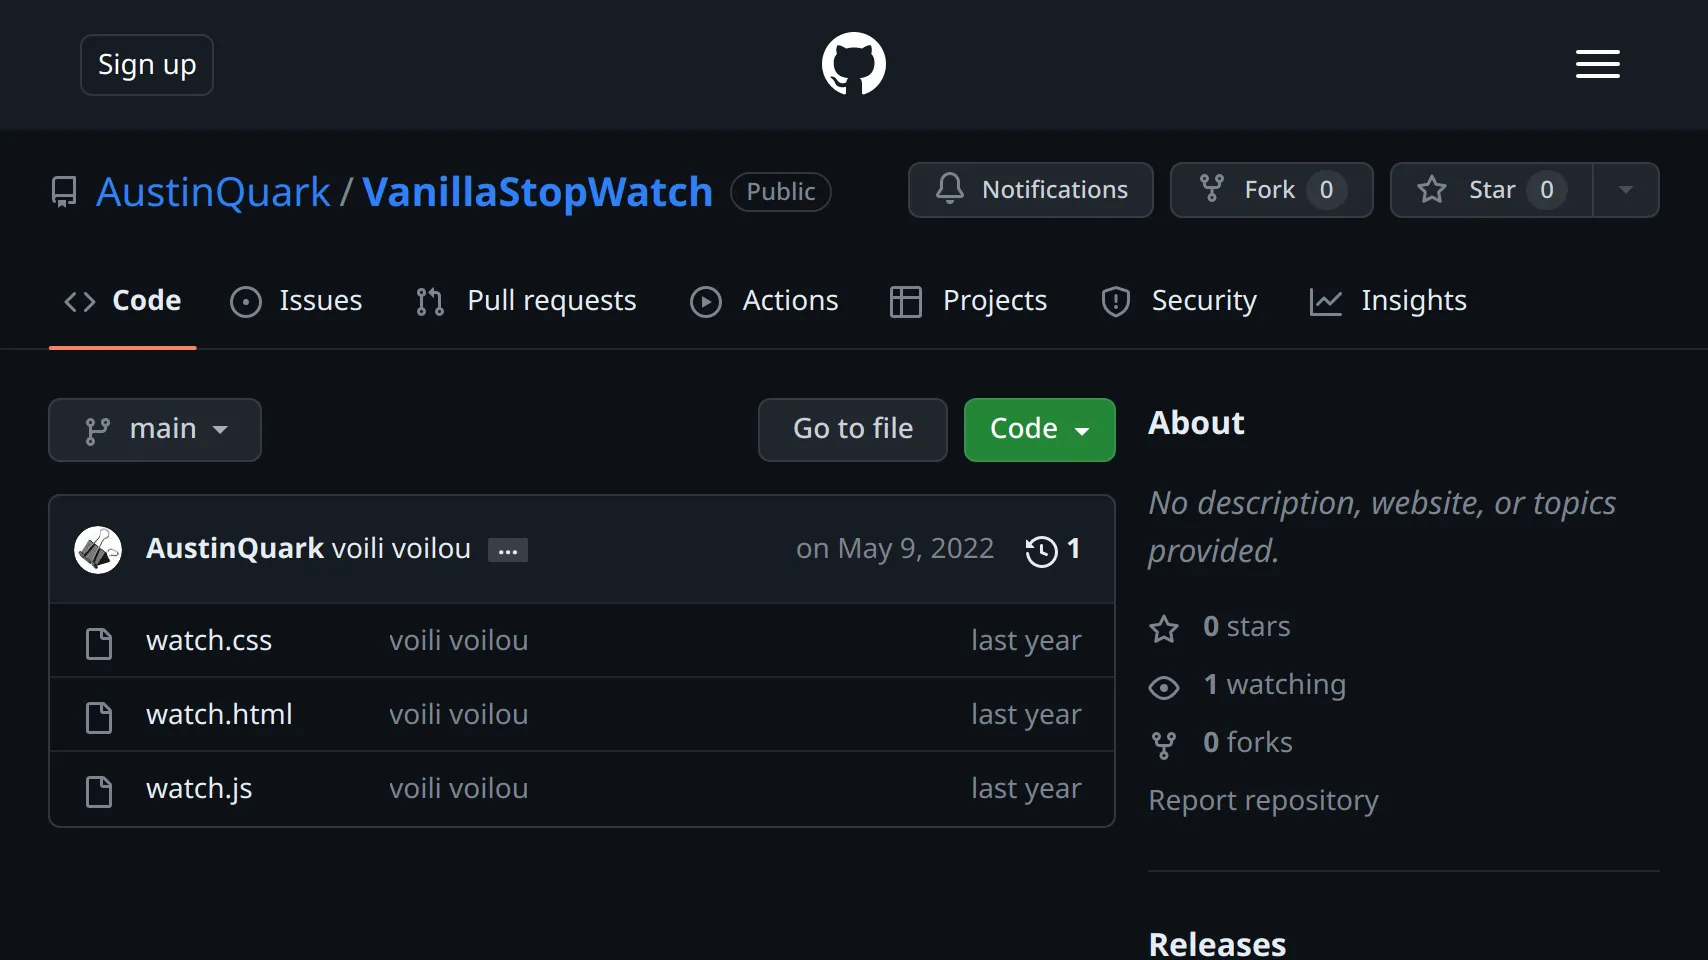 Sign up
AustinQuark / VanillaStopWatch Public
Notifications Fork 0 Star 0
Code Issues Pull requests Actions Projects Security Insights
main Go to file Code
AustinQuark voili voilou ... on May 9, 2022 1
watch.css voili voilou last year
watch.html voili voilou last year
watch.js voili voilou last year
About
No description, website, or topics
provided.
0 stars
1 watching
0 forks
Report repository
Releases